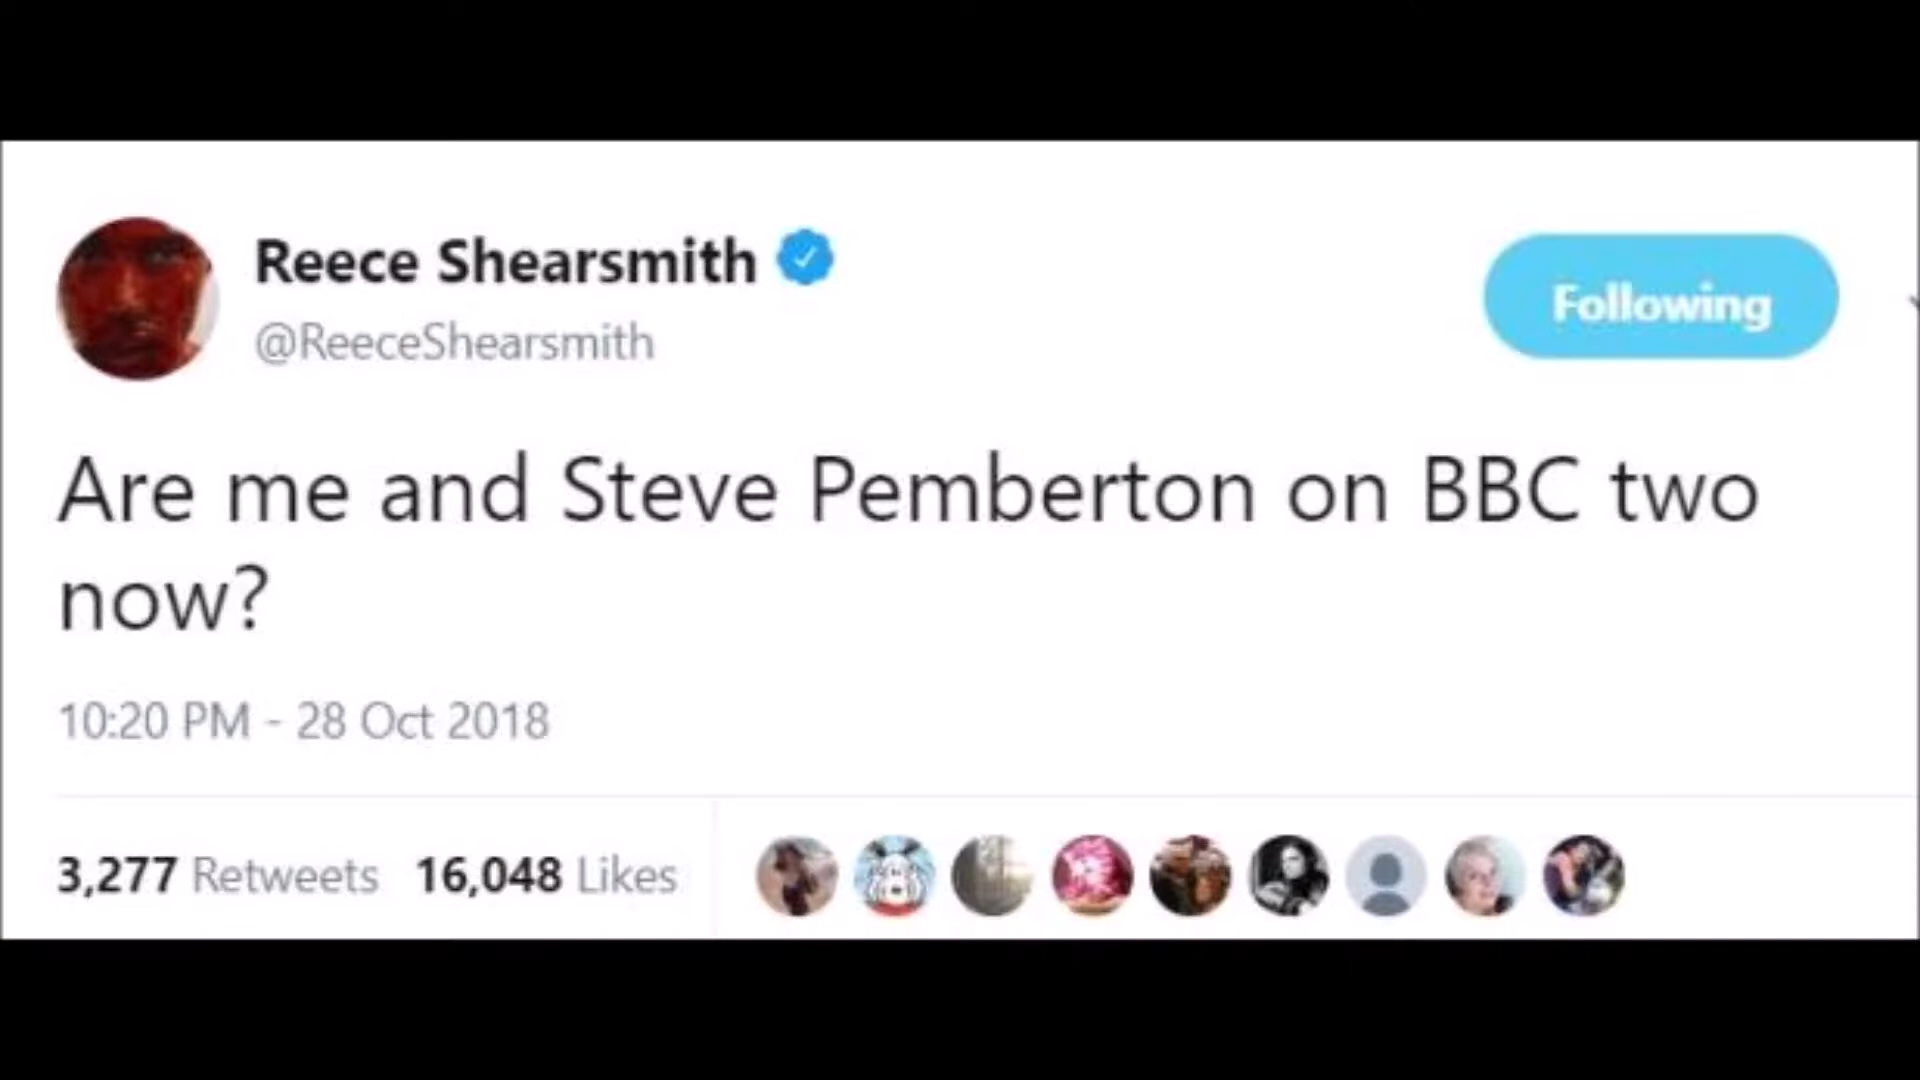 Reece Shearsmith
@ReeceShearsmith
Following
Are me and Steve Pemberton on BBC two
now?
10:20 PM - 28 Oct 2018
3,277 Retweets 16,048 Likes